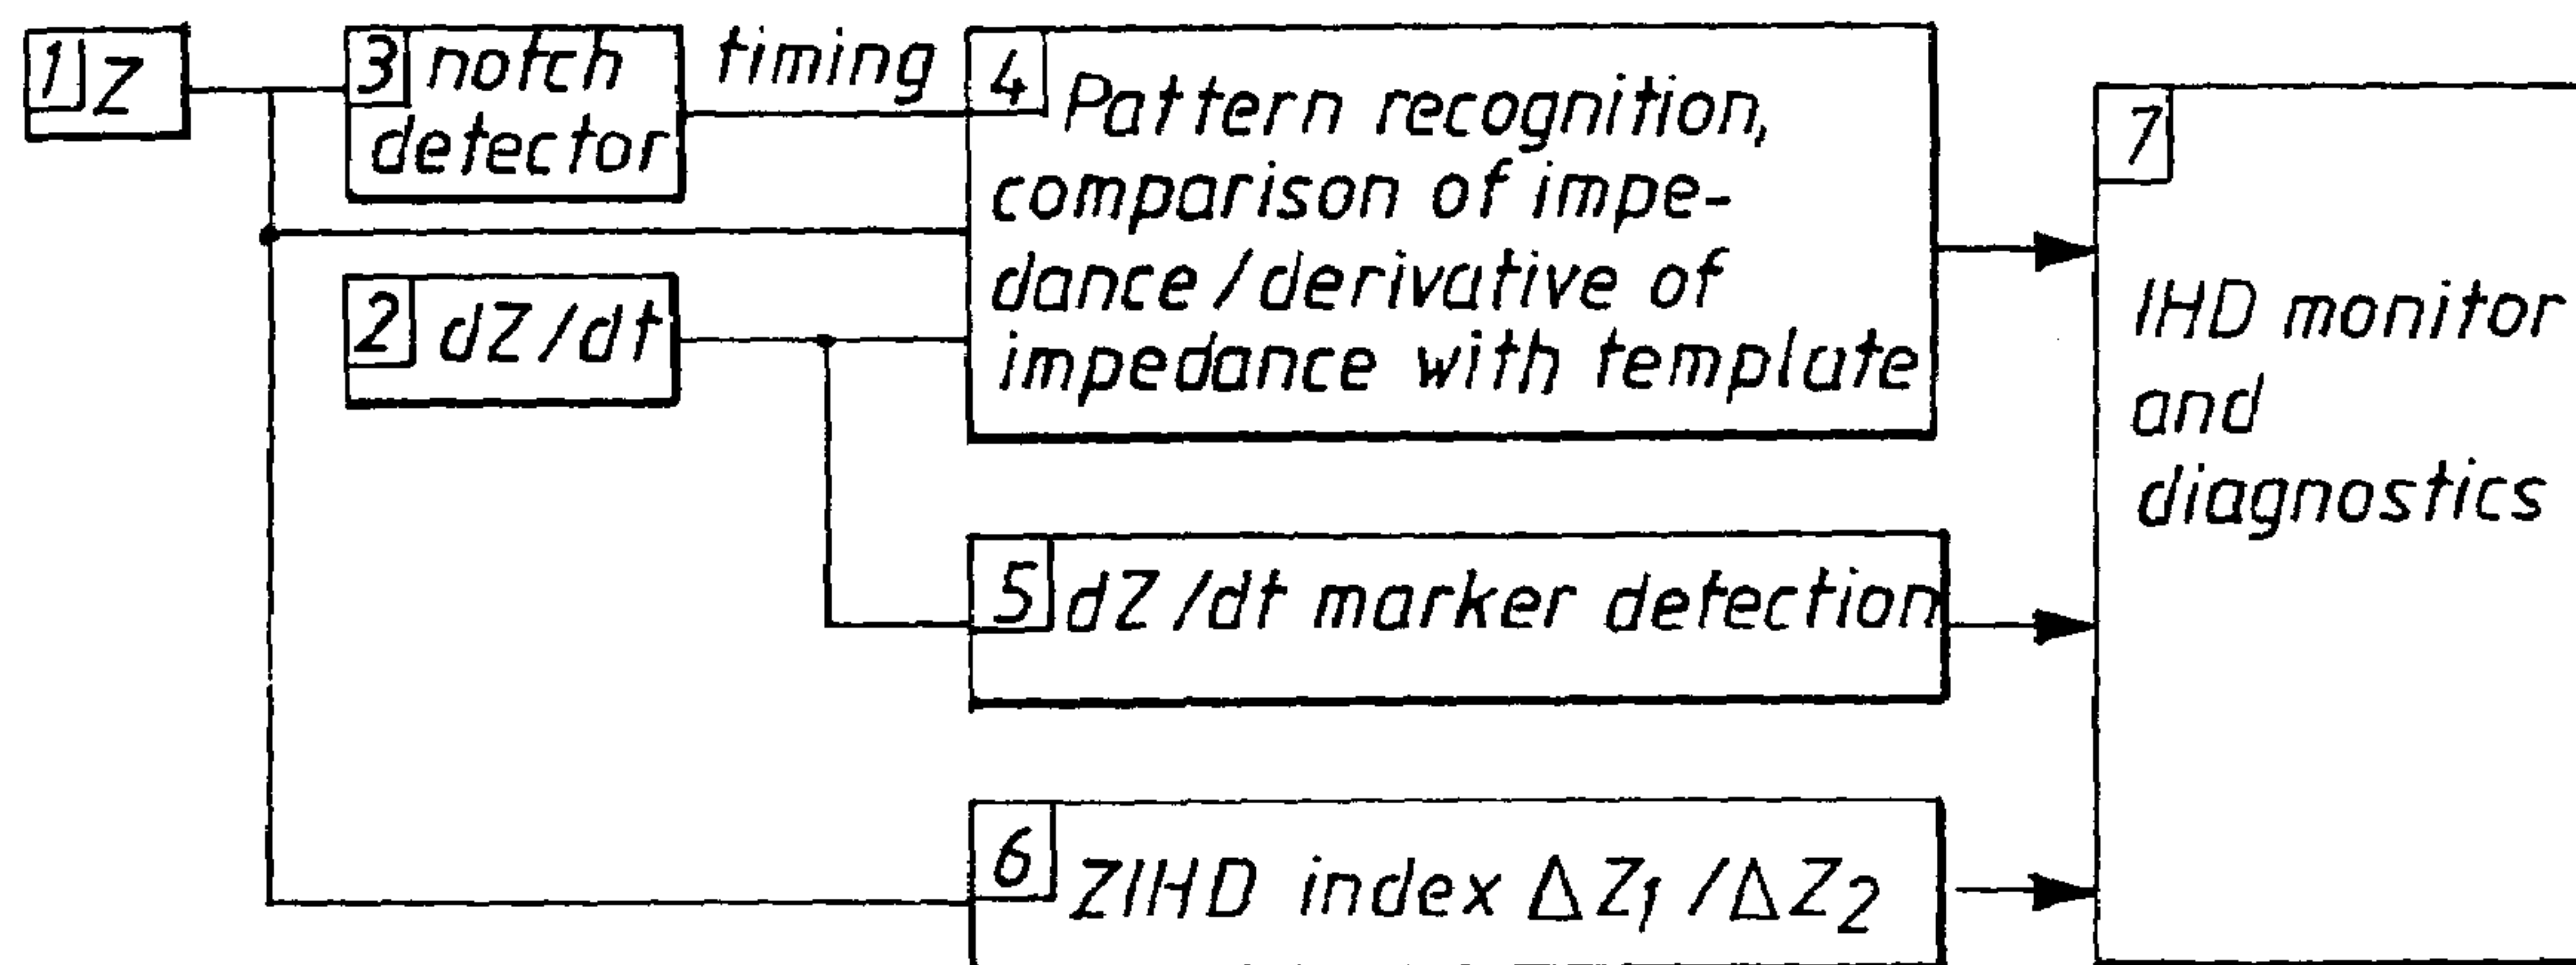 1 Z
3 notch
detector
timing
4 Pattern recognition,
comparison of impe-
dance/derivative of
impedance with template
2 dZ/dt
5 dZ/dt marker detection
6 ZIHD index ΔZ1/ΔZ2
7
IHD monitor
and
diagnostics